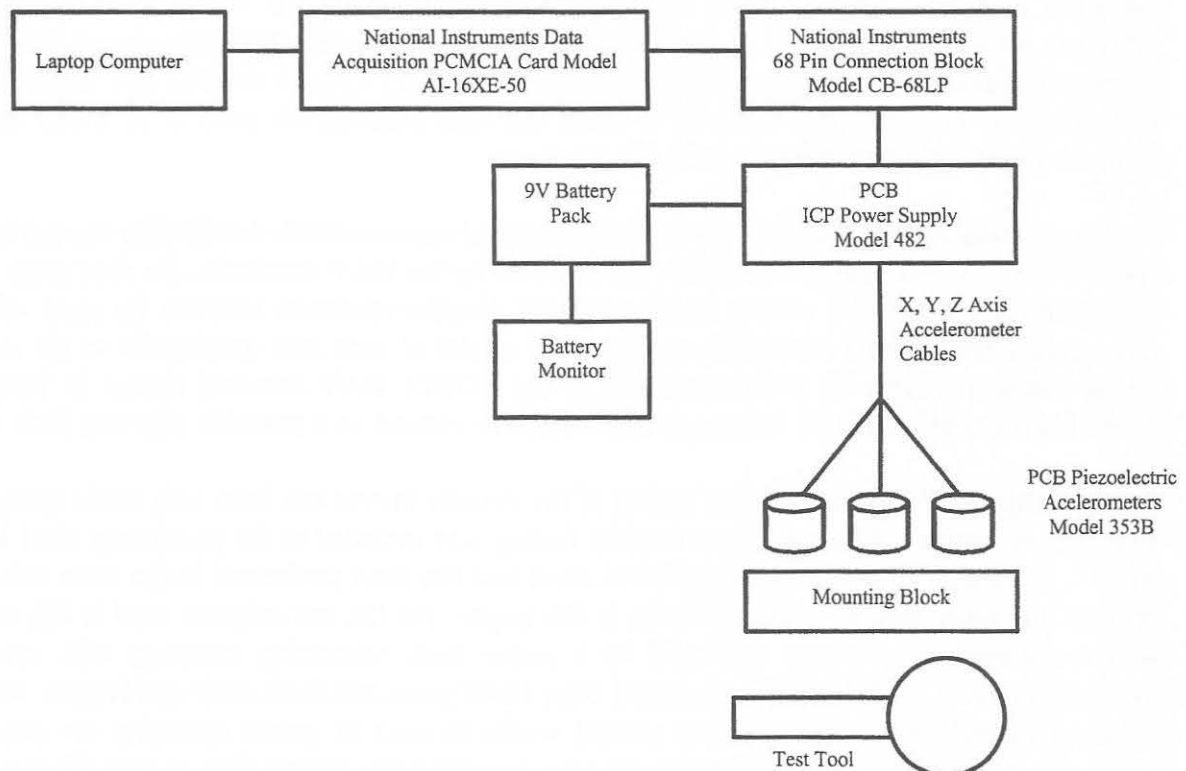 Laptop Computer
National Instruments Data
Acquisition PCMCIA Card Model
AI-16XE-50
National Instruments
68 Pin Connection Block
Model CB-68LP
9V Battery
Pack
PCB
ICP Power Supply
Model 482
Battery
Monitor
X, Y, Z Axis
Accelerometer
Cables
PCB Piezoelectric
Acelerometers
Model 353B
Mounting Block
Test Tool